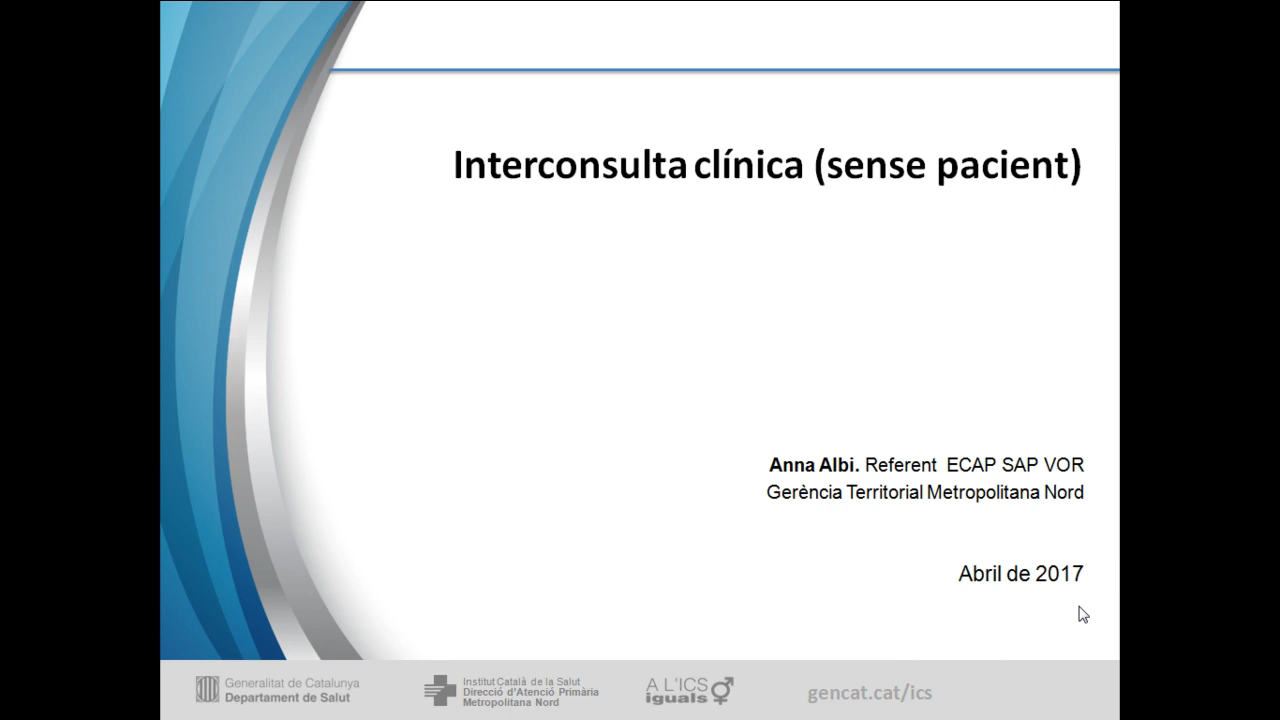 Interconsulta clínica (sense pacient)
Anna Albi. Referent ECAP SAP VOR
Gerència Territorial Metropolitana Nord
Abril de 2017
Generalitat de Catalunya
Departament de Salut
Institut Català de la Salut
Direcció d'Atenció Primària
Metropolitana Nord
A L'ICS
iguals
gencat.cat/ics